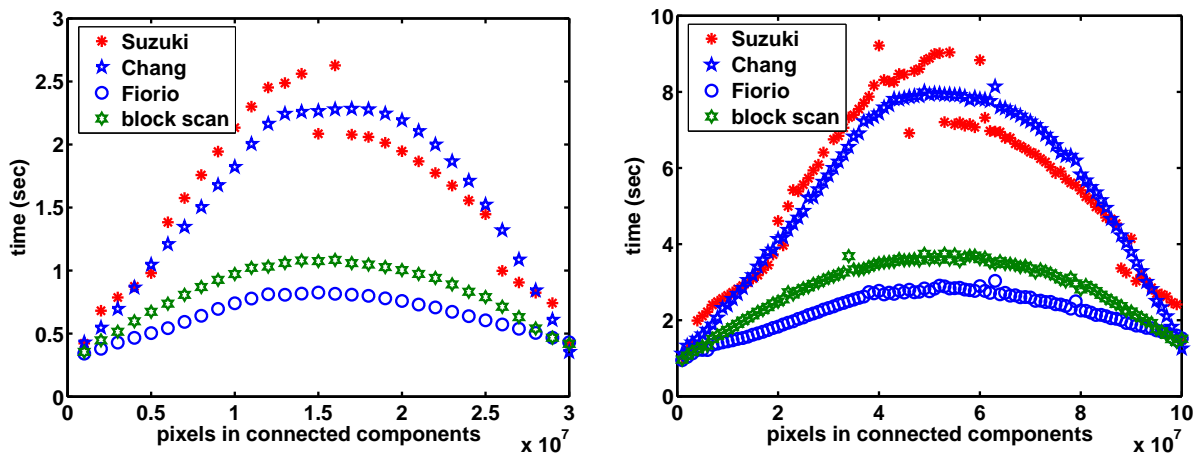 3
2.5
2
1.5
1
0.5
0
time (sec)
Suzuki
Chang
Fiorio
block scan
0 0.5 1 1.5 2 2.5 3
pixels in connected components
x 10^7
10
8
6
4
2
0
time (sec)
Suzuki
Chang
Fiorio
block scan
0 2 4 6 8 10
pixels in connected components
x 10^7